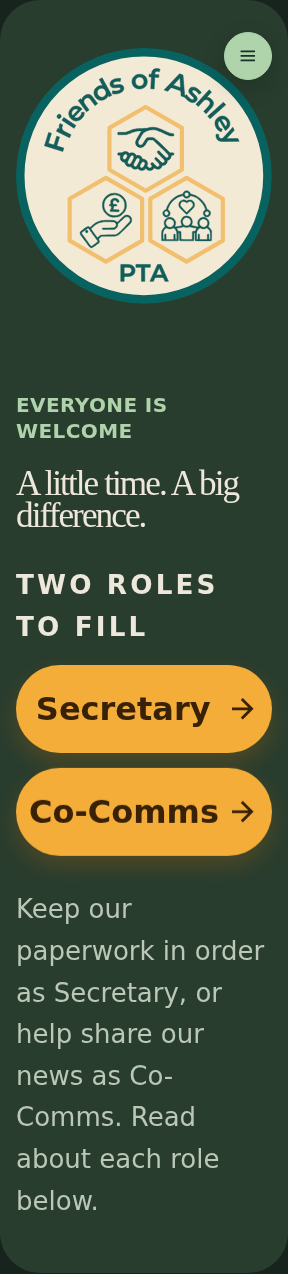 Friends of Ashley
£
PTA
EVERYONE IS
WELCOME
A little time. A big
difference.
TWO ROLES
TO FILL
Secretary →
Co-Comms →
Keep our
paperwork in order
as Secretary, or
help share our
news as Co-
Comms. Read
about each role
below.